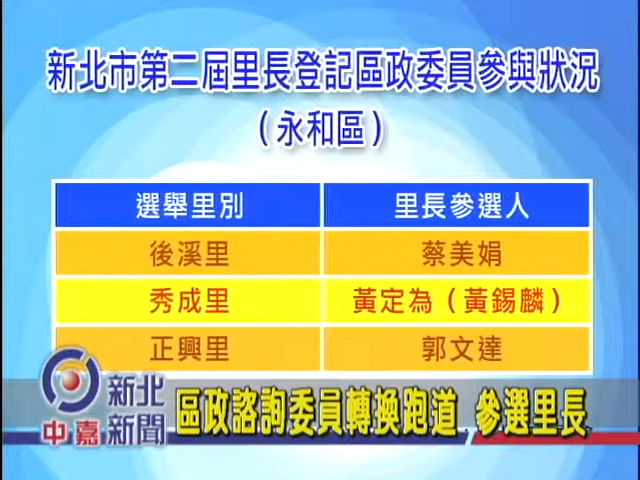 新北市第二屆里長登記區政委員參與狀況
（永和區）
選舉里別 里長參選人
後溪里 蔡美娟
秀成里 黃定為（黃錫麟）
正興里 郭文達
新北
中嘉新聞
區政諮詢委員轉換跑道 參選里長